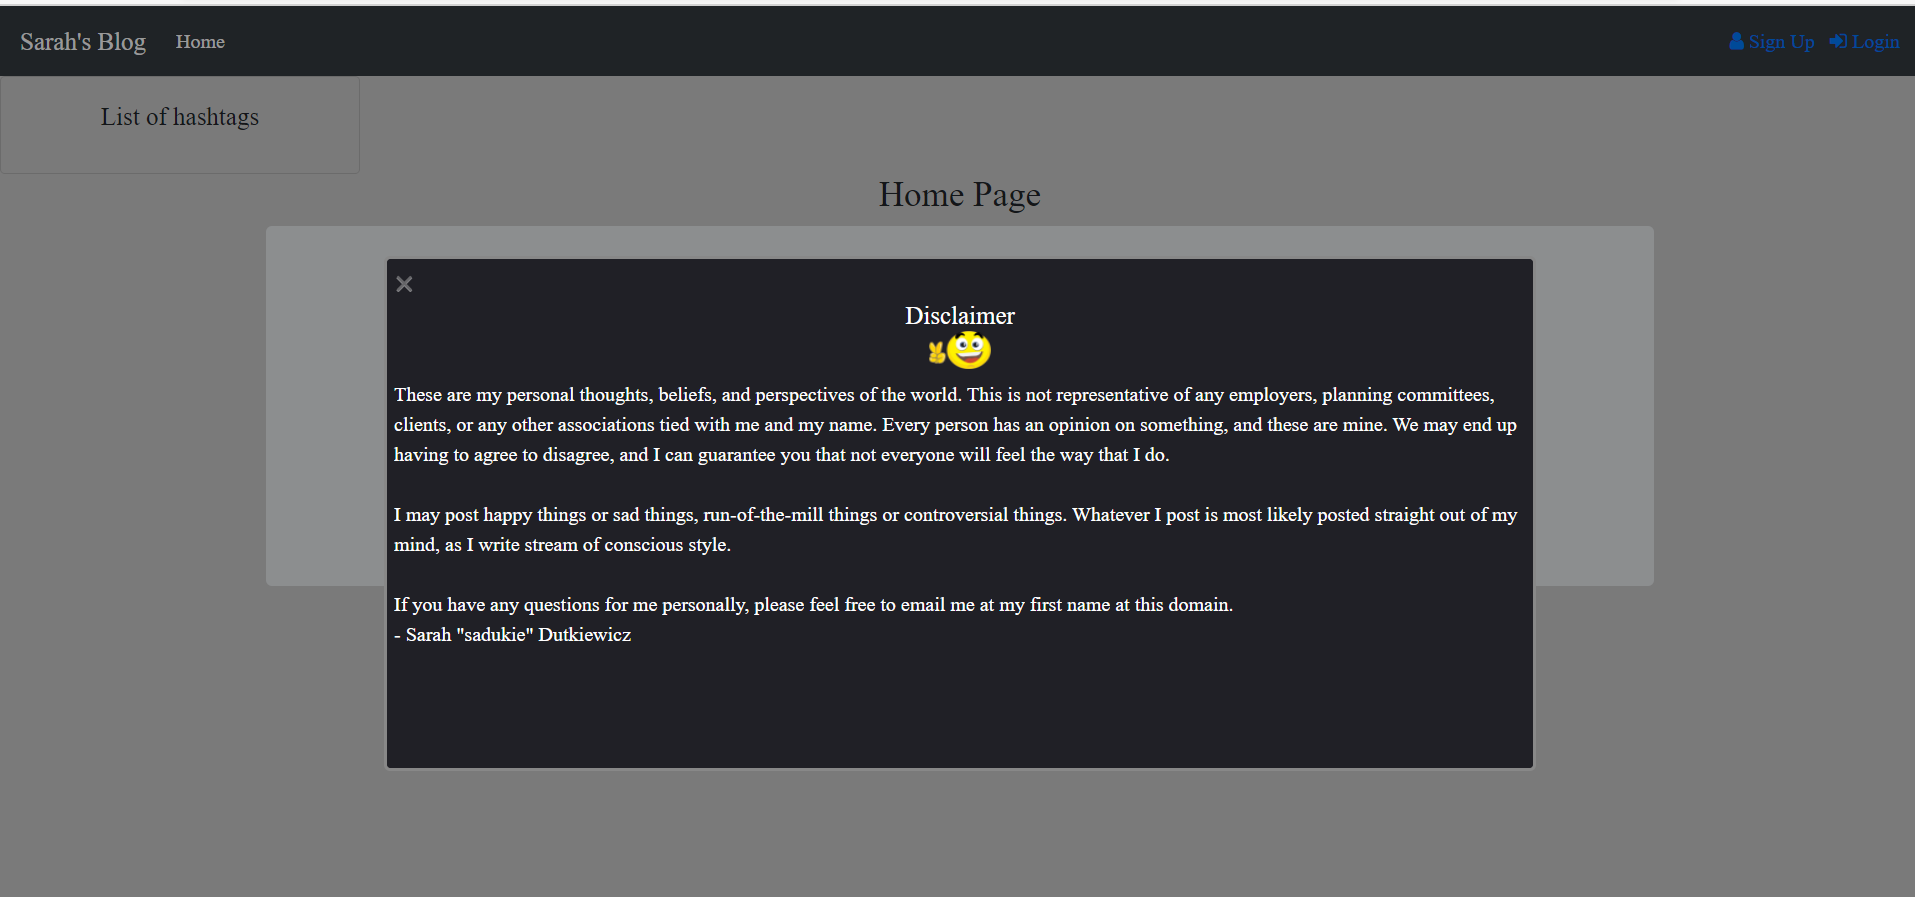 Sarah's Blog Home Sign Up Login
List of hashtags
Home Page
Disclaimer
These are my personal thoughts, beliefs, and perspectives of the world. This is not representative of any employers, planning committees,
clients, or any other associations tied with me and my name. Every person has an opinion on something, and these are mine. We may end up
having to agree to disagree, and I can guarantee you that not everyone will feel the way that I do.
I may post happy things or sad things, run-of-the-mill things or controversial things. Whatever I post is most likely posted straight out of my
mind, as I write stream of conscious style.
If you have any questions for me personally, please feel free to email me at my first name at this domain.
- Sarah "sadukie" Dutkiewicz